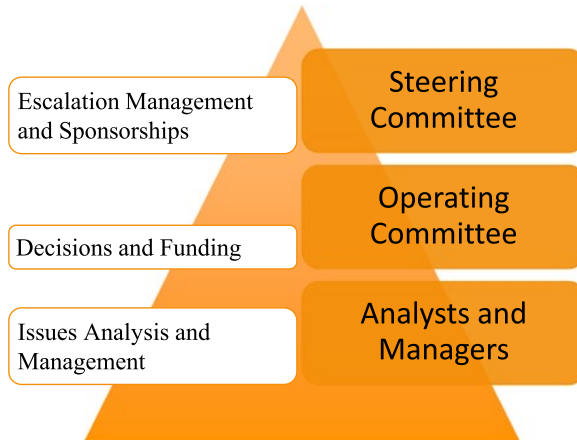 Escalation Management
and Sponsorships
Steering
Committee
Decisions and Funding
Operating
Committee
Issues Analysis and
Management
Analysts and
Managers